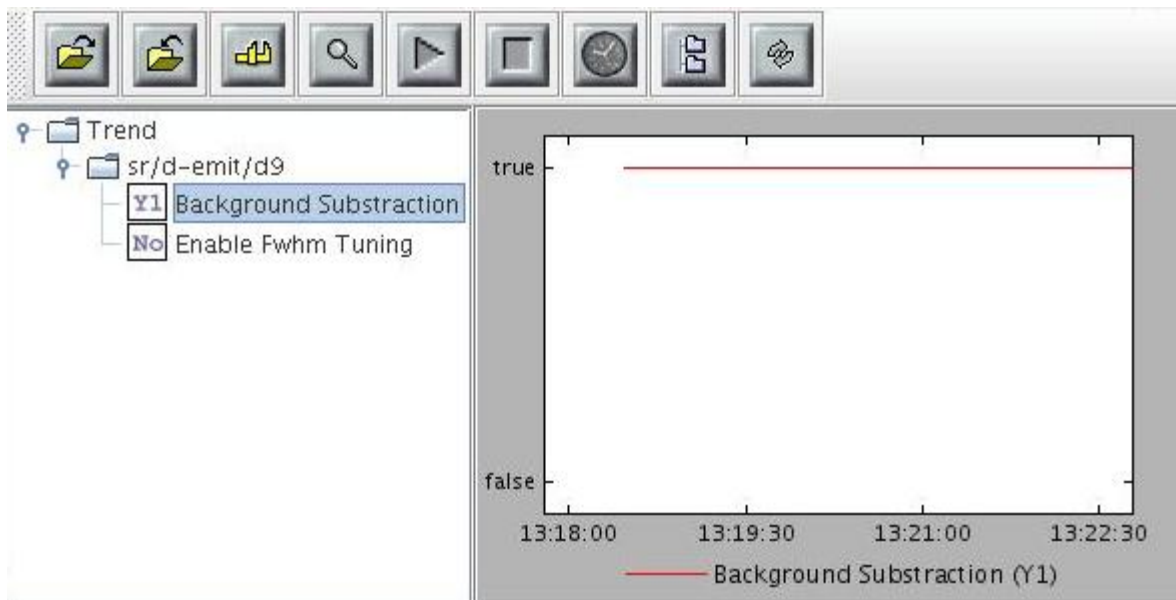 Trend
sr/d-emit/d9
Y1 Background Substraction
No Enable Fwhm Tuning
true
false
13:18:00 13:19:30 13:21:00 13:22:30
Background Substraction (Y1)